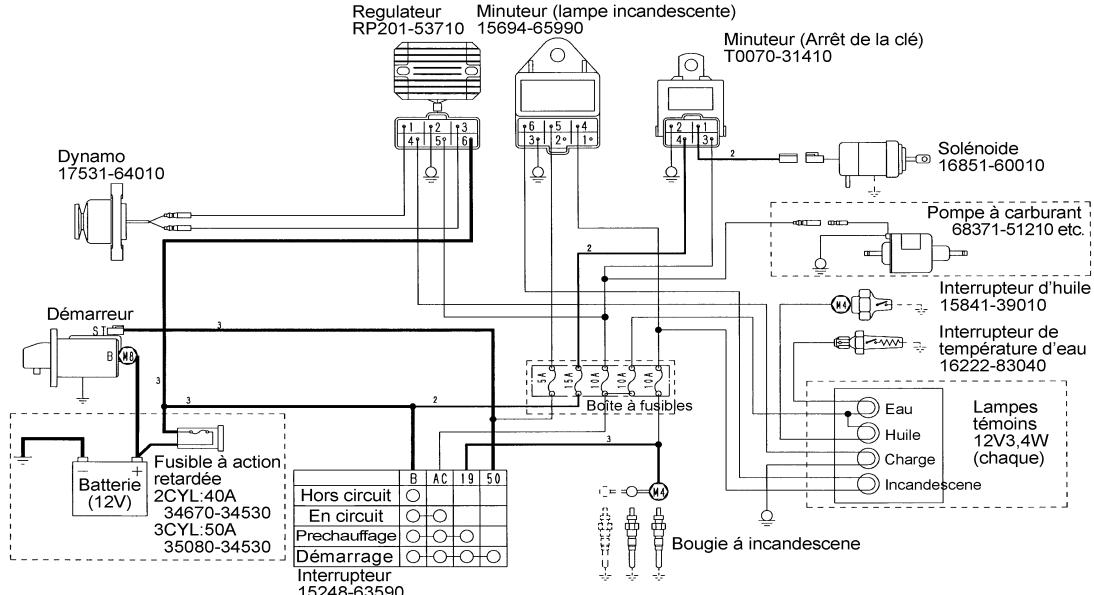 Regulateur
RP201-53710
Minuteur (lampe incandescente)
15694-65990
Minuteur (Arrêt de la clé)
T0070-31410
1 2 3
4 5 6
6 5 4
3 2 1
2 1
4 3
2
Solénoide
16851-60010
Dynamo
17531-64010
Pompe à carburant
68371-51210 etc.
2
Interrupteur d'huile
15841-39010
M4
Démarreur
ST
3
B
M8
Interrupteur de
température d'eau
16222-83040
3
5A
15A
10A
10A
10A
Boîte à fusibles
3
2
3
Eau
Huile
Charge
Incandescene
Lampes
témoins
12V3,4W
(chaque)
Batterie
(12V)
− +
Fusible à action
retardée
2CYL:40A
34670-34530
3CYL:50A
35080-34530
B AC 19 50
Hors circuit
En circuit
Prechauffage
Démarrage
Interrupteur
15248-63590
M4
Bougie á incandescene